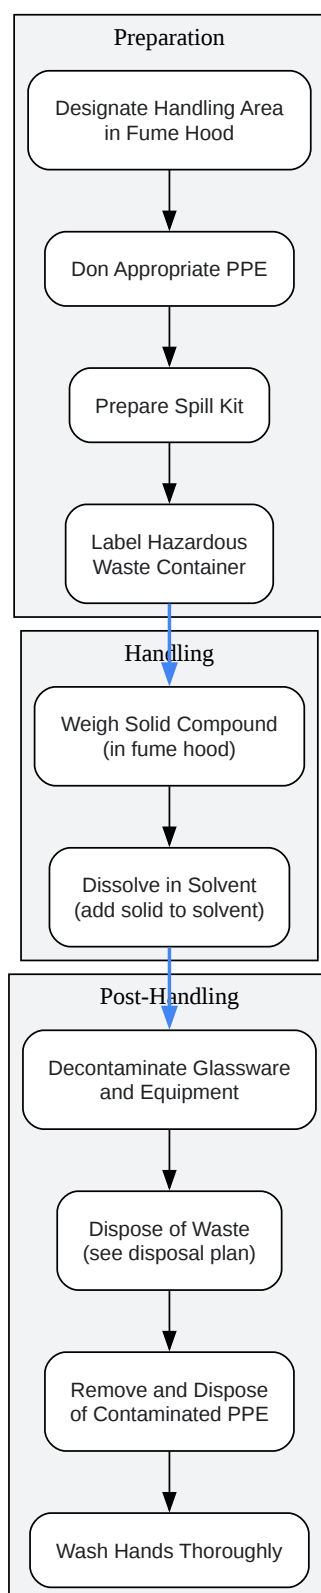 Preparation
Designate Handling Area
in Fume Hood
Don Appropriate PPE
Prepare Spill Kit
Label Hazardous
Waste Container
Handling
Weigh Solid Compound
(in fume hood)
Dissolve in Solvent
(add solid to solvent)
Post-Handling
Decontaminate Glassware
and Equipment
Dispose of Waste
(see disposal plan)
Remove and Dispose
of Contaminated PPE
Wash Hands Thoroughly